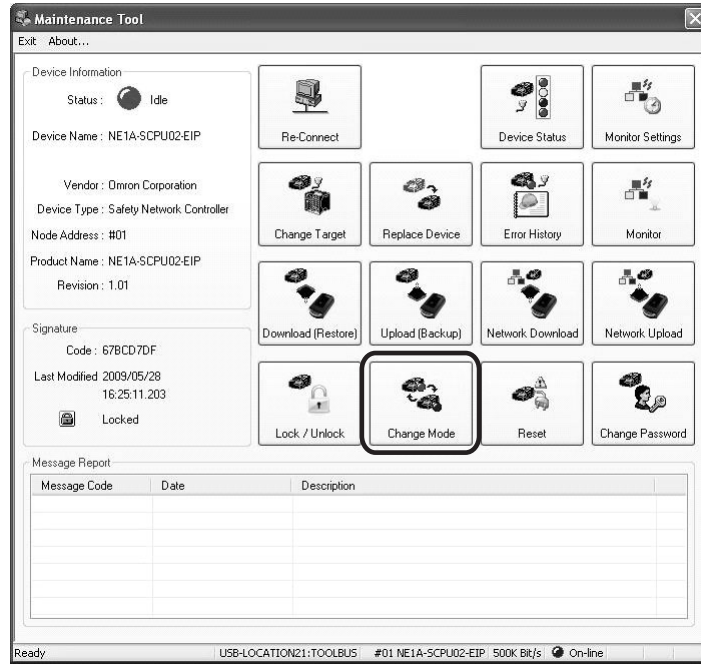 Maintenance Tool
Exit About...
Device Information
Status : Idle
Device Name : NE1A-SCPU02-EIP
Vendor : Omron Corporation
Device Type : Safety Network Controller
Node Address : #01
Product Name : NE1A-SCPU02-EIP
Revision : 1.01
Signature
Code : 67BCD7DF
Last Modified 2009/05/28
16:25:11.203
Locked
Re-Connect
Device Status
Monitor Settings
Change Target
Replace Device
Error History
Monitor
Download (Restore)
Upload (Backup)
Network Download
Network Upload
Lock / Unlock
Change Mode
Reset
Change Password
Message Report
Message Code Date Description
Ready USB-LOCATION21:TOOLBUS #01 NE1A-SCPU02-EIP 500K Bit/s On-line